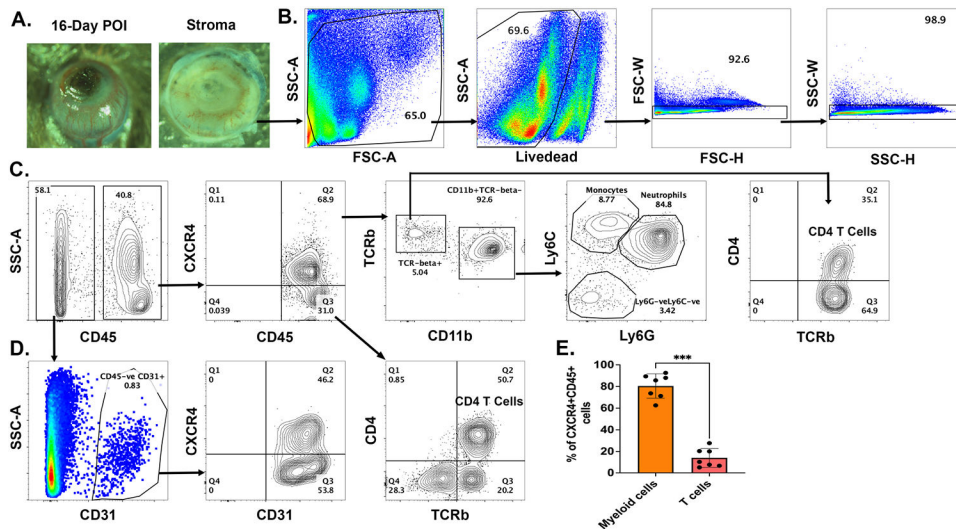 A.
16-Day POI
Stroma
B.
SSC-A
65.0
FSC-A
SSC-A
69.6
Livedead
FSC-W
92.6
FSC-H
SSC-W
98.9
SSC-H
C.
SSC-A
58.1
40.8
CD45
CXCR4
Q1
0.11
Q2
68.9
Q4
0.039
Q3
31.0
CD45
TCRb
CD11b+TCR-beta-
92.6
TCR-beta+
5.04
CD11b
Ly6C
Monocytes
8.77
Neutrophils
84.8
Ly6G-veLy6C-ve
3.42
Ly6G
CD4
Q1
0
Q2
35.1
CD4 T Cells
Q4
0
Q3
64.9
TCRb
D.
SSC-A
CD45-ve CD31+
0.83
CD31
CXCR4
Q1
0
Q2
46.2
Q4
0
Q3
53.8
CD31
CD4
Q1
0.85
Q2
50.7
CD4 T Cells
Q4
28.3
Q3
20.2
TCRb
E.
% of CXCR4+CD45+
cells
100
80
60
40
20
0
***
Myeloid cells
T cells